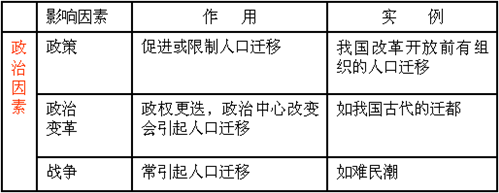 影响因素 作 用 实 例
政治因素
政策 促进或限制人口迁移 我国改革开放前有组织的人口迁移
政治变革 政权更迭，政治中心改变会引起人口迁移 如我国古代的迁都
战争 常引起人口迁移 如难民潮